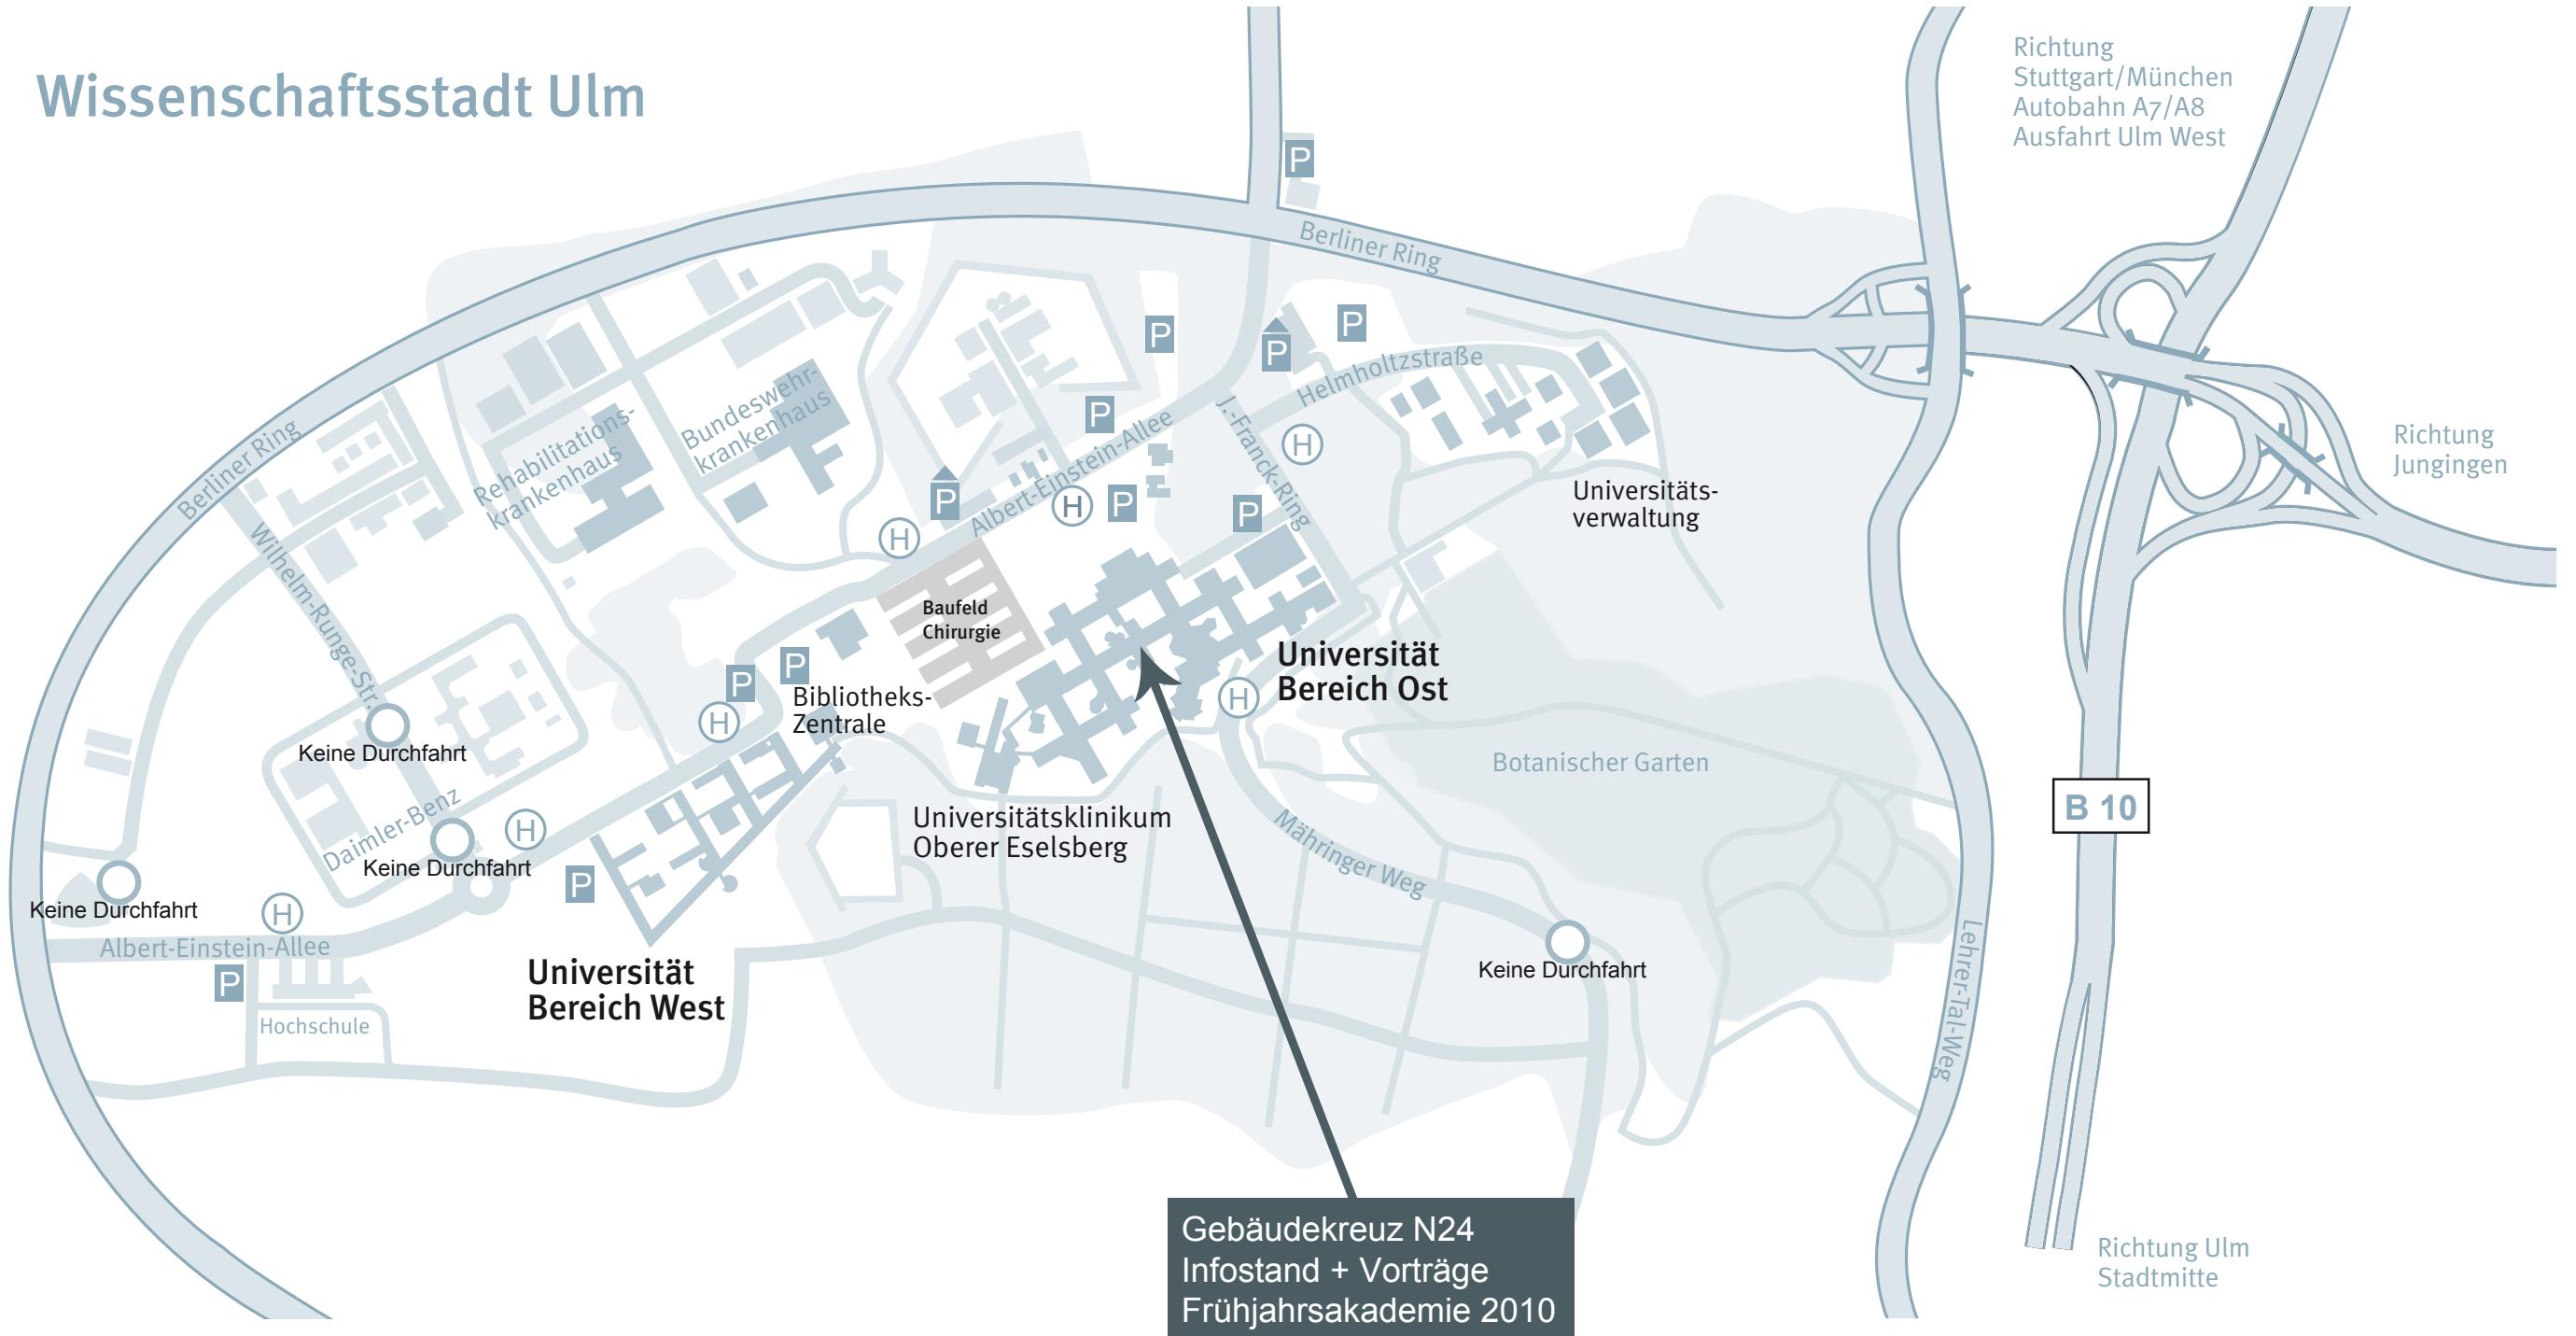 Wissenschaftsstadt Ulm
Richtung
Stuttgart/München
Autobahn A7/A8
Ausfahrt Ulm West
P
Berliner Ring
P
P
P
Helmholtzstraße
Bundeswehr-
krankenhaus
P
J.-Franck-Ring
Rehabilitations-
krankenhaus
Berliner Ring
H
Richtung
Jungingen
Albert-Einstein-Allee
P
H
P
P
Universitäts-
verwaltung
H
Wilhelm-Runge-Str.
Baufeld
Chirurgie
Universität
Bereich Ost
P
P
H
H
Bibliotheks-
Zentrale
Keine Durchfahrt
Botanischer Garten
B 10
Daimler-Benz
H
Keine Durchfahrt
Universitätsklinikum
Oberer Eselsberg
Mähringer Weg
P
Keine Durchfahrt
H
Albert-Einstein-Allee
P
Universität
Bereich West
Keine Durchfahrt
Lehrer-Tal-Weg
Hochschule
Gebäudekreuz N24
Infostand + Vorträge
Frühjahrsakademie 2010
Richtung Ulm
Stadtmitte